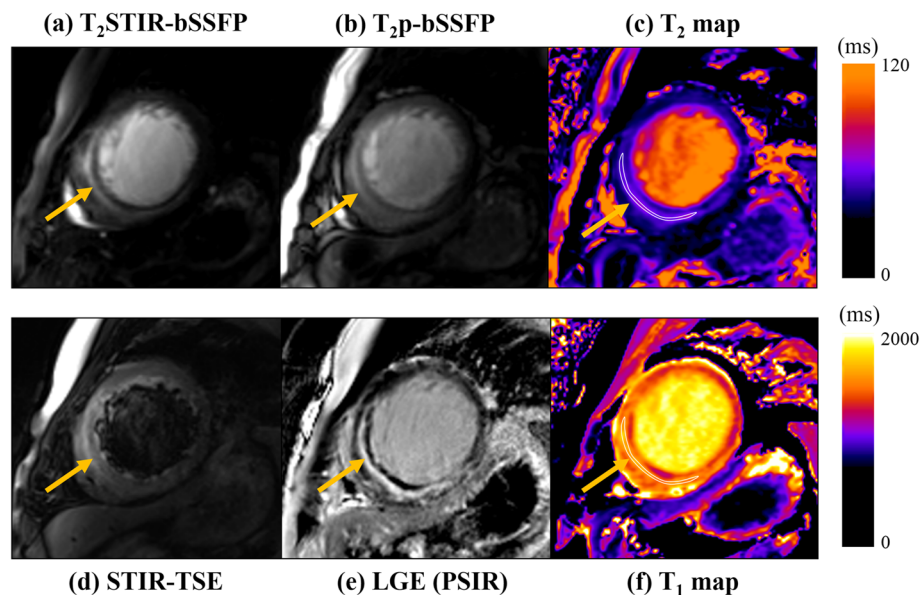 (a) T₂STIR-bSSFP (b) T₂p-bSSFP (c) T₂ map
(ms)
120
0
(ms)
2000
0
(d) STIR-TSE (e) LGE (PSIR) (f) T₁ map